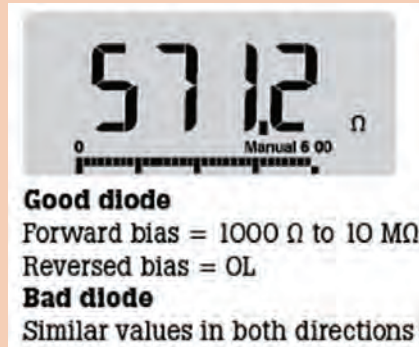 571.2 Ω
0 Manual 6 00
Good diode
Forward bias = 1000 Ω to 10 MΩ
Reversed bias = OL
Bad diode
Similar values in both directions